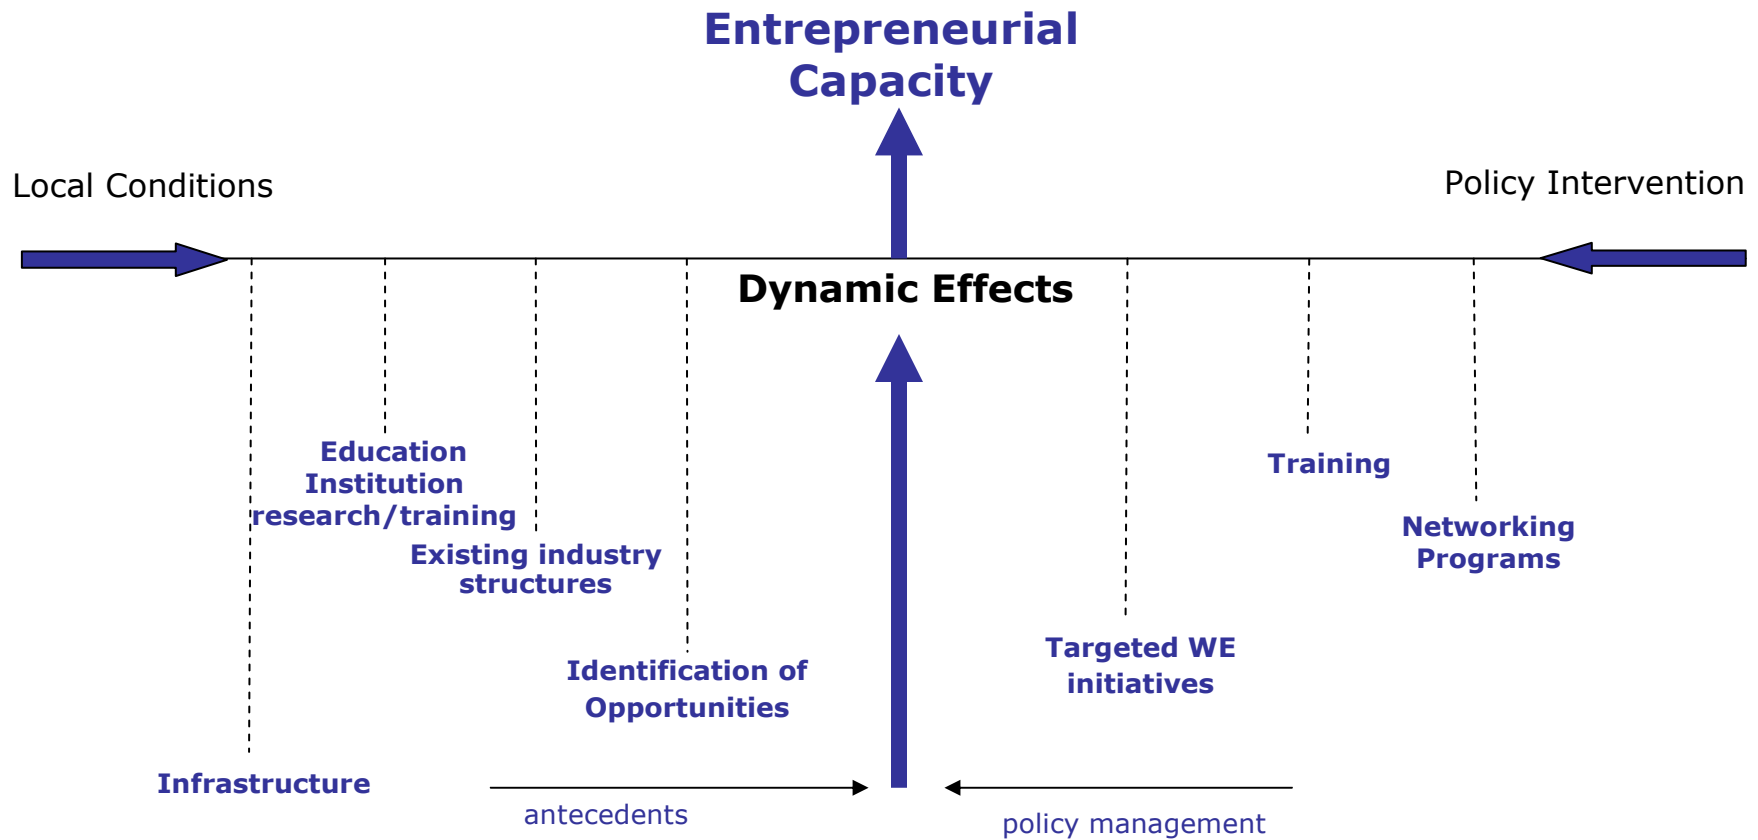 Entrepreneurial
Capacity
Local Conditions
Policy Intervention
Dynamic Effects
Education
Institution
research/training
Training
Existing industry
structures
Networking
Programs
Identification of
Opportunities
Targeted WE
initiatives
Infrastructure
antecedents
policy management